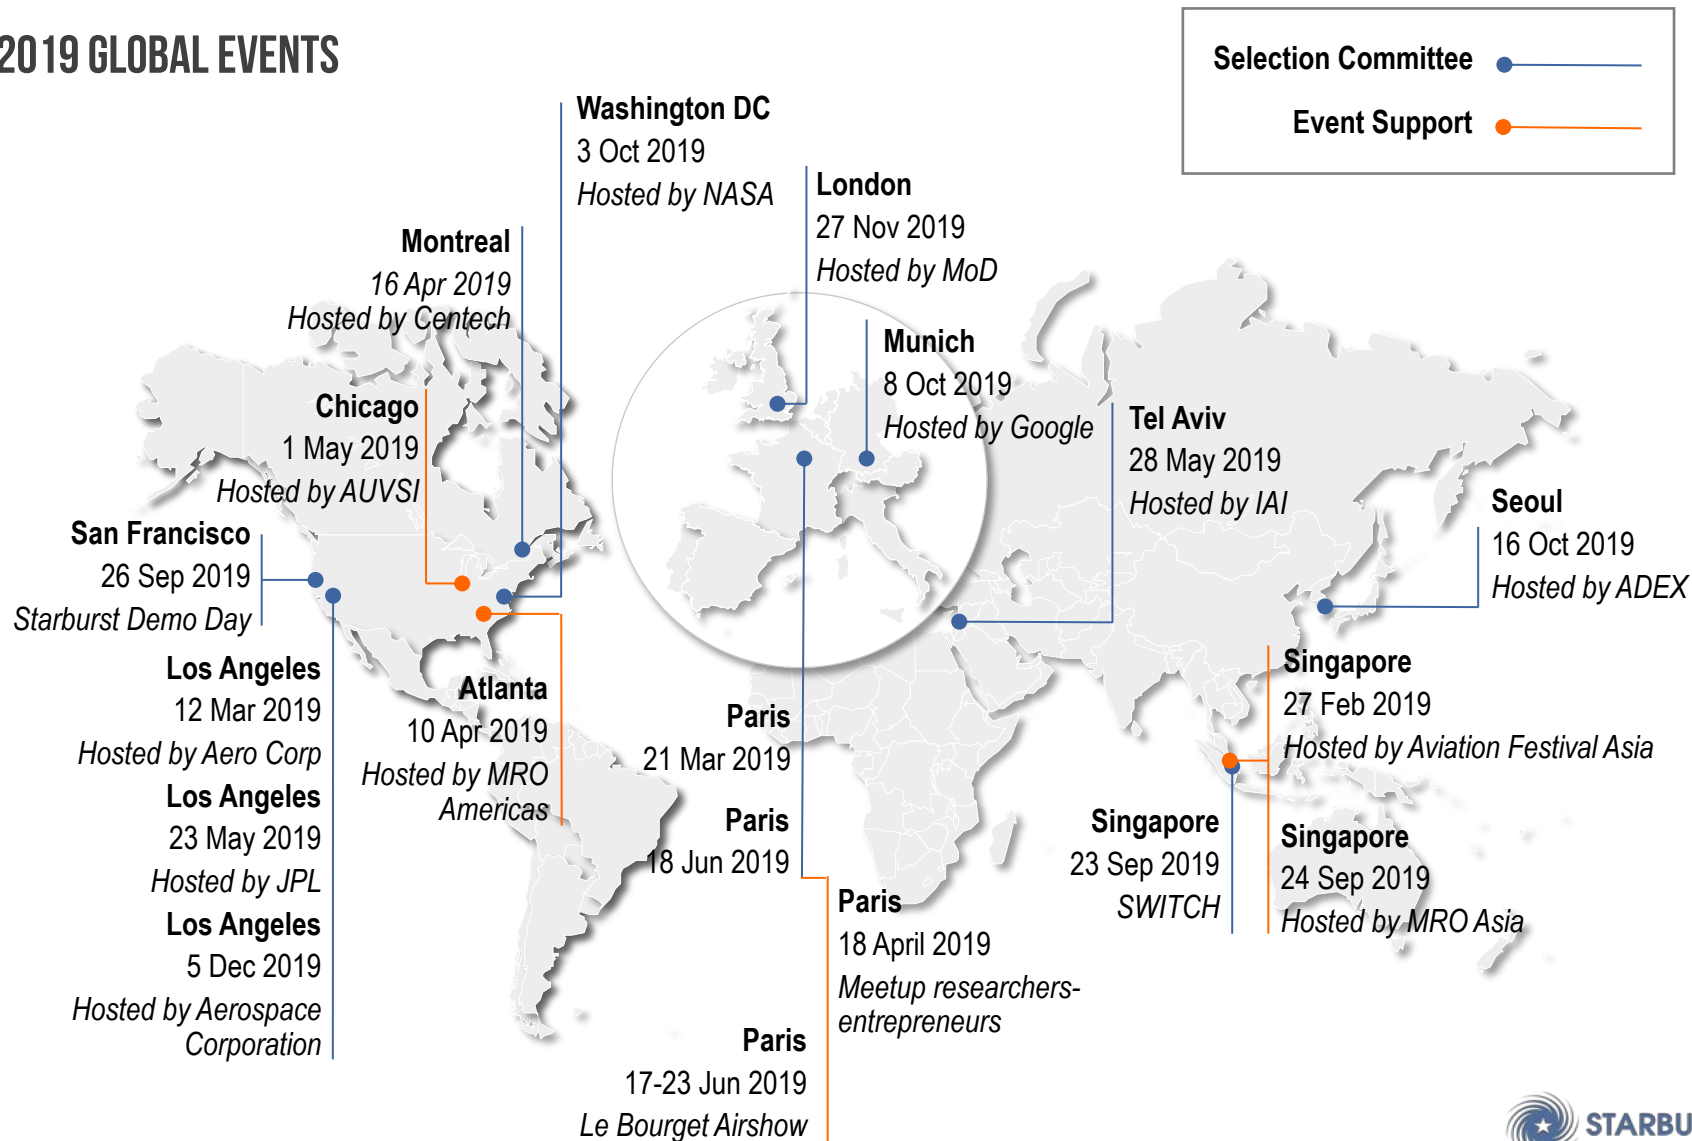 2019 GLOBAL EVENTS
Selection Committee
Event Support
Washington DC
3 Oct 2019
Hosted by NASA
London
27 Nov 2019
Hosted by MoD
Montreal
16 Apr 2019
Hosted by Centech
Munich
8 Oct 2019
Hosted by Google
Chicago
1 May 2019
Hosted by AUVSI
Tel Aviv
28 May 2019
Hosted by IAI
Seoul
16 Oct 2019
Hosted by ADEX
San Francisco
26 Sep 2019
Starburst Demo Day
Los Angeles
12 Mar 2019
Hosted by Aero Corp
Los Angeles
23 May 2019
Hosted by JPL
Los Angeles
5 Dec 2019
Hosted by Aerospace
Corporation
Atlanta
10 Apr 2019
Hosted by MRO
Americas
Paris
21 Mar 2019
Paris
18 Jun 2019
Paris
18 April 2019
Meetup researchers-
entrepreneurs
Paris
17-23 Jun 2019
Le Bourget Airshow
Singapore
27 Feb 2019
Hosted by Aviation Festival Asia
Singapore
23 Sep 2019
SWITCH
Singapore
24 Sep 2019
Hosted by MRO Asia
STARBU